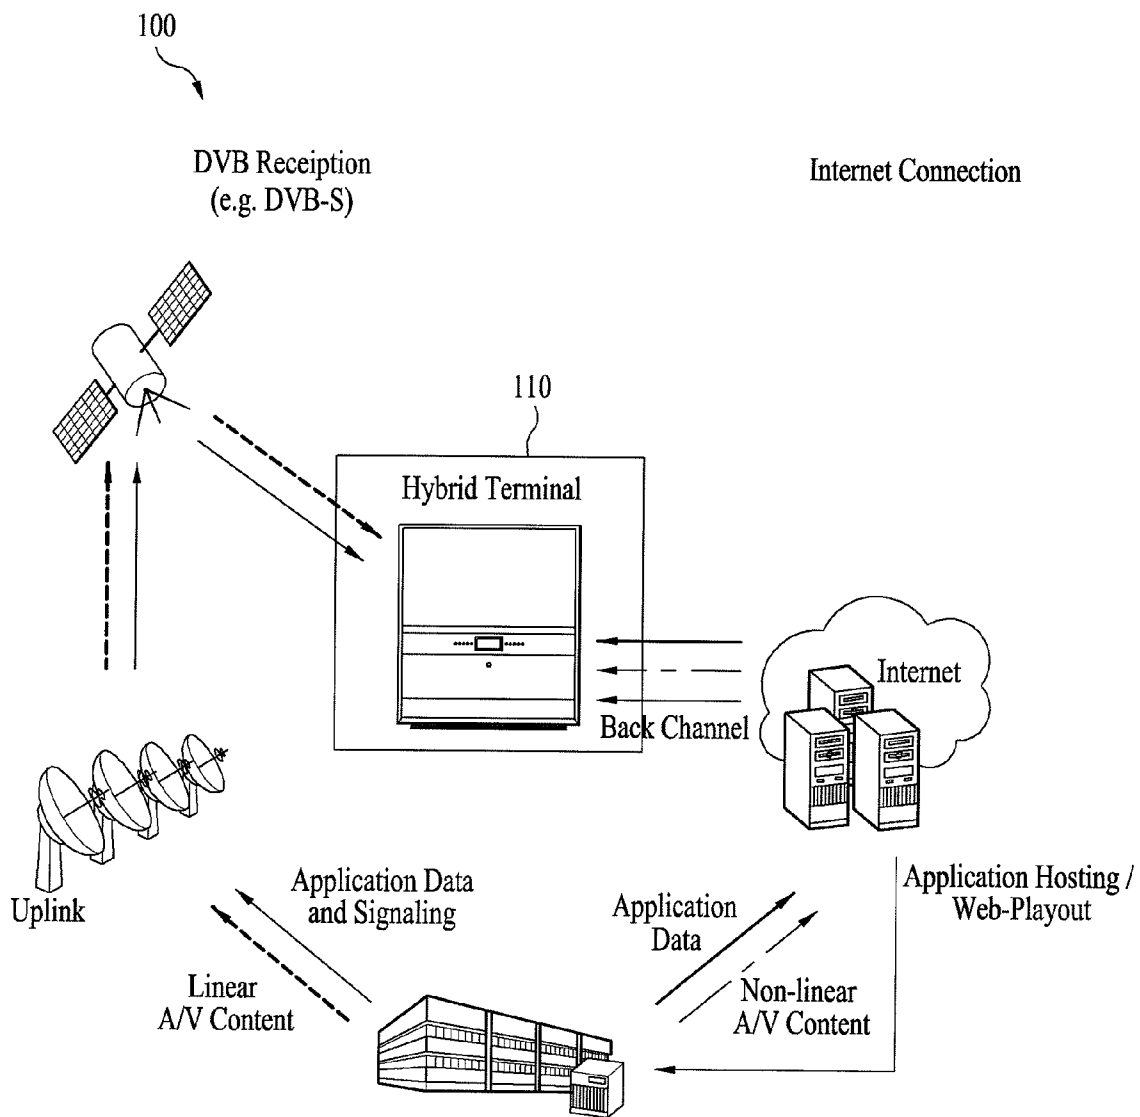 100
DVB Receiption
(e.g. DVB-S)
Internet Connection
110
Hybrid Terminal
Internet
Back Channel
Uplink
Application Data
and Signaling
Linear
A/V Content
Application
Data
Non-linear
A/V Content
Application Hosting /
Web-Playout